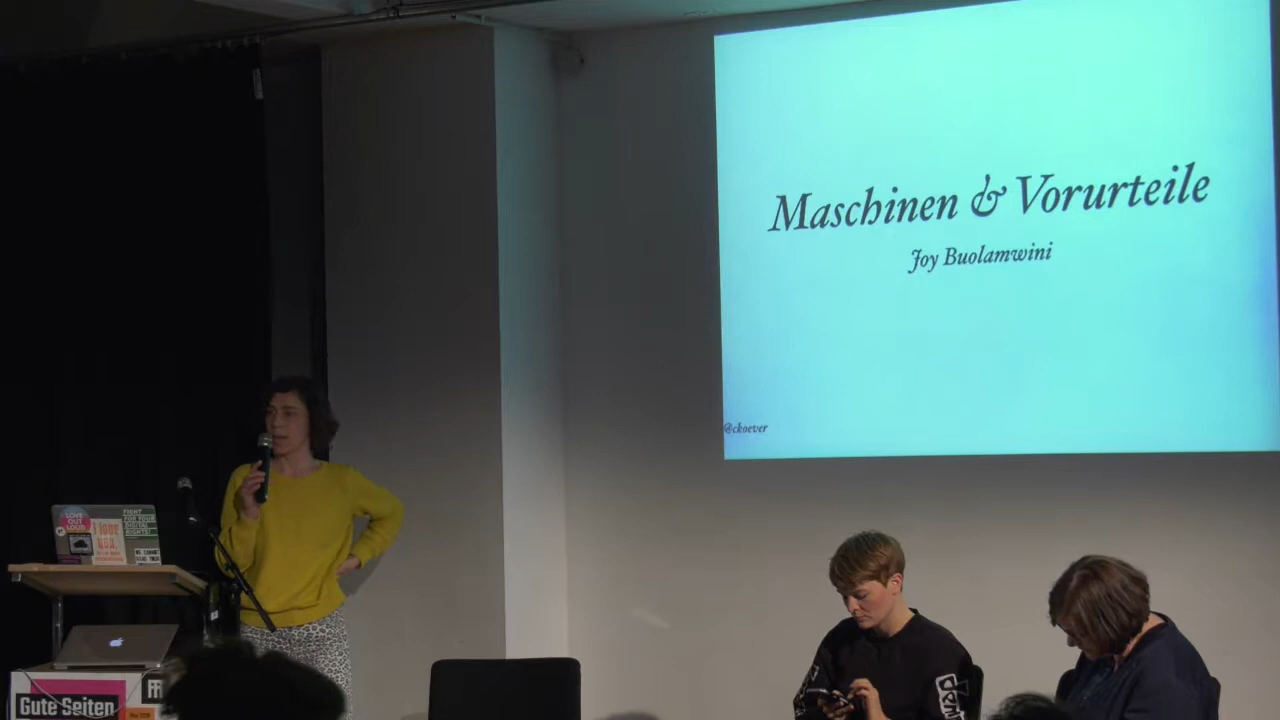 Maschinen & Vorurteile
Joy Buolamwini
@ckoever
LOVE
OUT
LOUD
FIGHT
FOR YOUR
DIGITAL
RIGHTS!
Gute Seiten